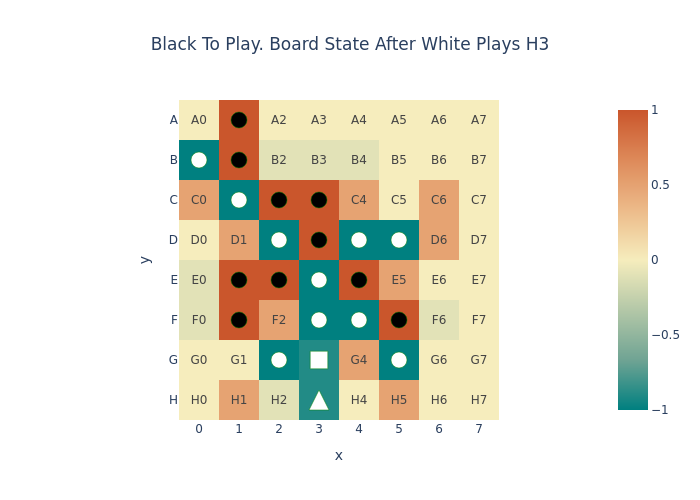 Black To Play. Board State After White Plays H3
A A0 A2 A3 A4 A5 A6 A7
B B2 B3 B4 B5 B6 B7
C C0 C4 C5 C6 C7
D D0 D1 D6 D7
E E0 E5 E6 E7
F F0 F2 F6 F7
G G0 G1 G4 G6 G7
H H0 H1 H2 H4 H5 H6 H7
0 1 2 3 4 5 6 7
x
y
1
0.5
0
−0.5
−1